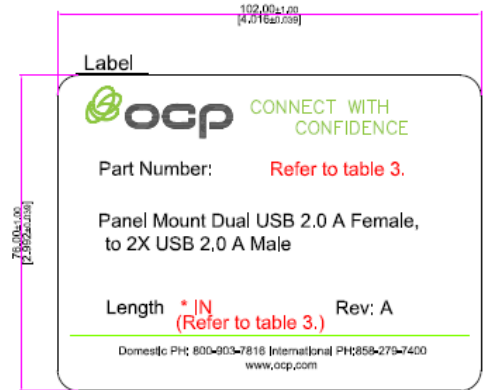 102.00±1.00
[4.016±0.039]
Label
ocp
CONNECT WITH
CONFIDENCE
Part Number: Refer to table 3.
76.00±1.00
[2.992±0.039]
Panel Mount Dual USB 2.0 A Female,
to 2X USB 2,0 A Male
Length * IN Rev: A
(Refer to table 3.)
Domestic PH: 800-903-7816 International PH:858-279-7400
www.ocp.com